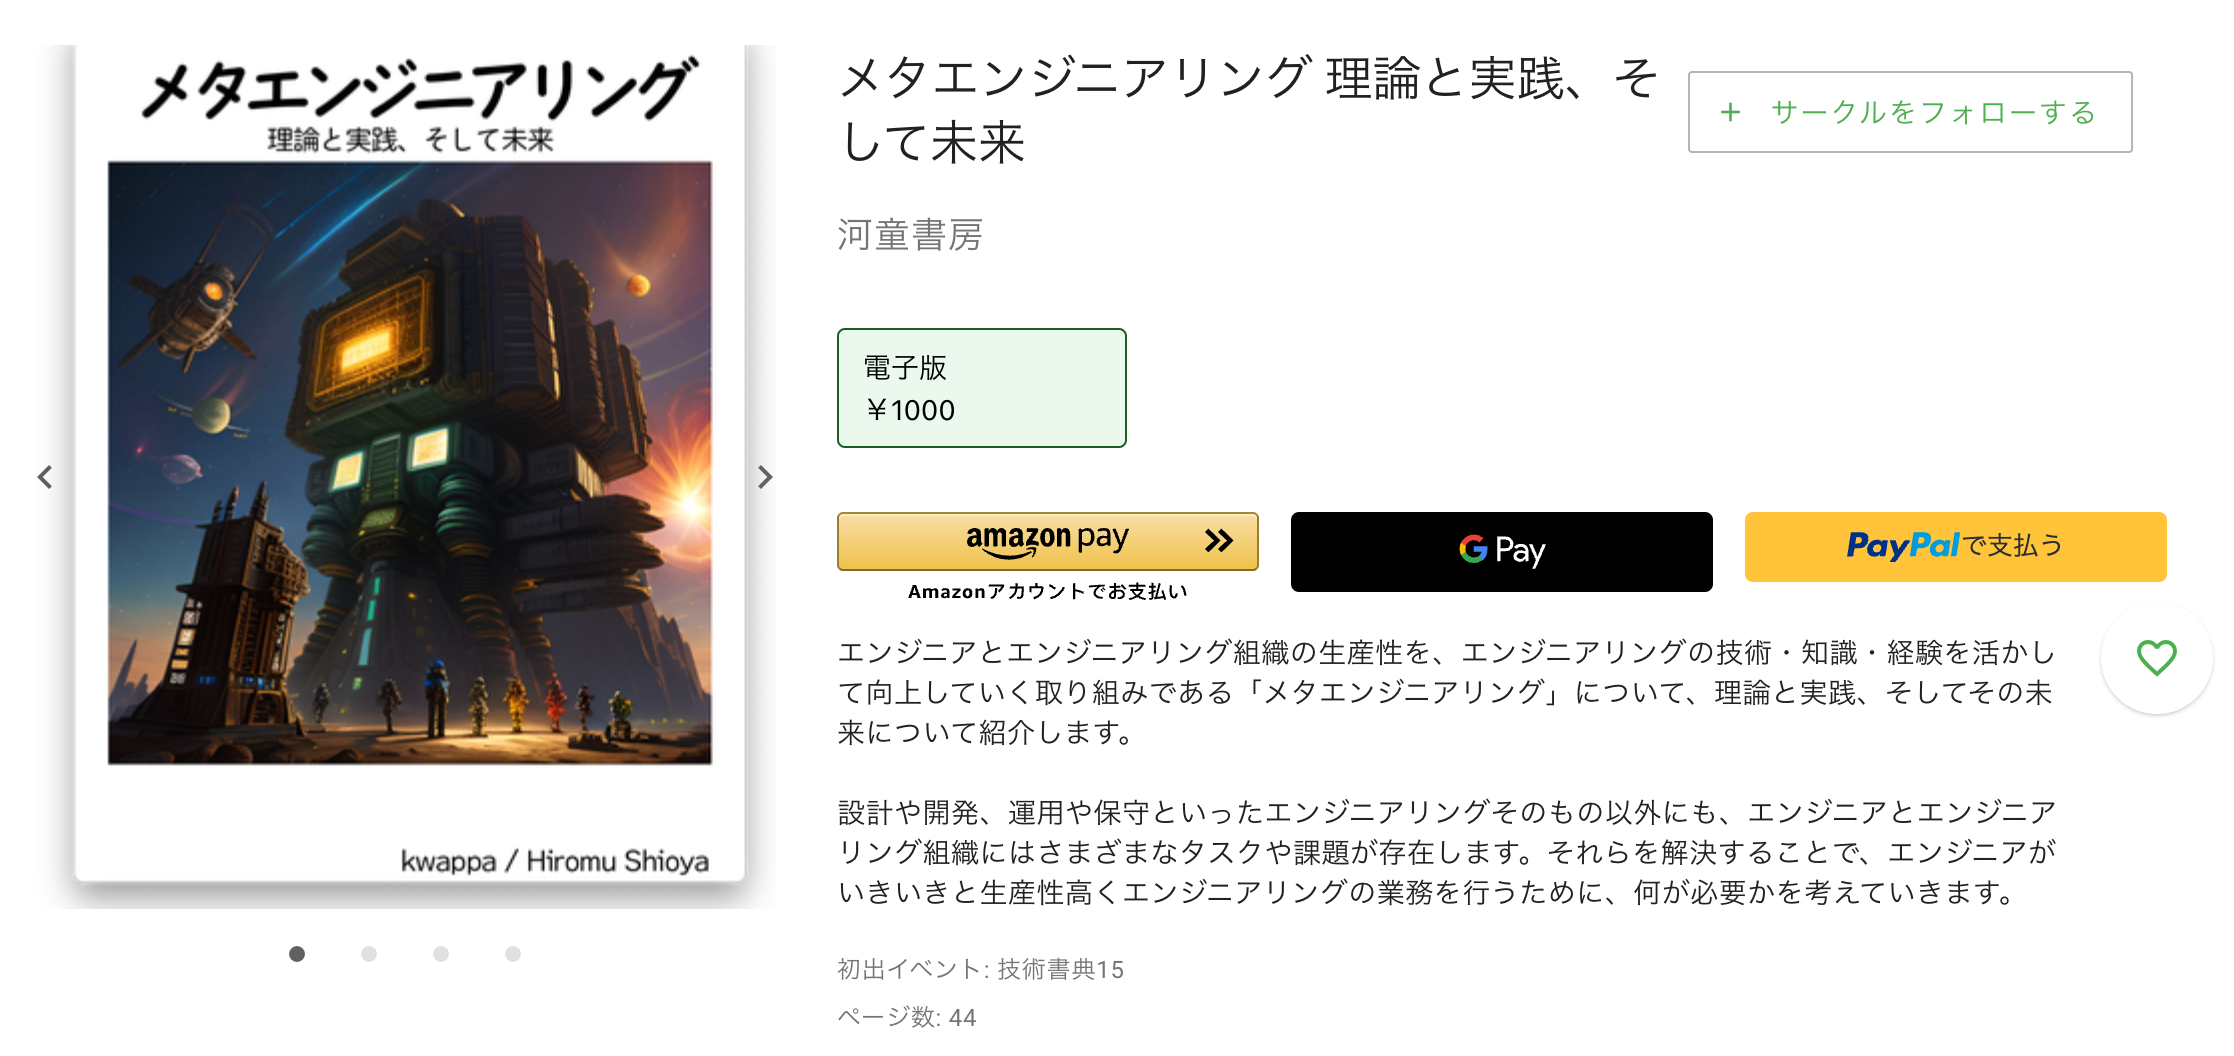 メタエンジニアリング
理論と実践、そして未来
kwappa / Hiromu Shioya
メタエンジニアリング 理論と実践、そ
して未来
+ サークルをフォローする
河童書房
電子版
￥1000
amazon pay
Amazonアカウントでお支払い
G Pay
PayPalで支払う
エンジニアとエンジニアリング組織の生産性を、エンジニアリングの技術・知識・経験を活かし
て向上していく取り組みである「メタエンジニアリング」について、理論と実践、そしてその未
来について紹介します。
設計や開発、運用や保守といったエンジニアリングそのもの以外にも、エンジニアとエンジニア
リング組織にはさまざまなタスクや課題が存在します。それらを解決することで、エンジニアが
いきいきと生産性高くエンジニアリングの業務を行うために、何が必要かを考えていきます。
初出イベント: 技術書典15
ページ数: 44